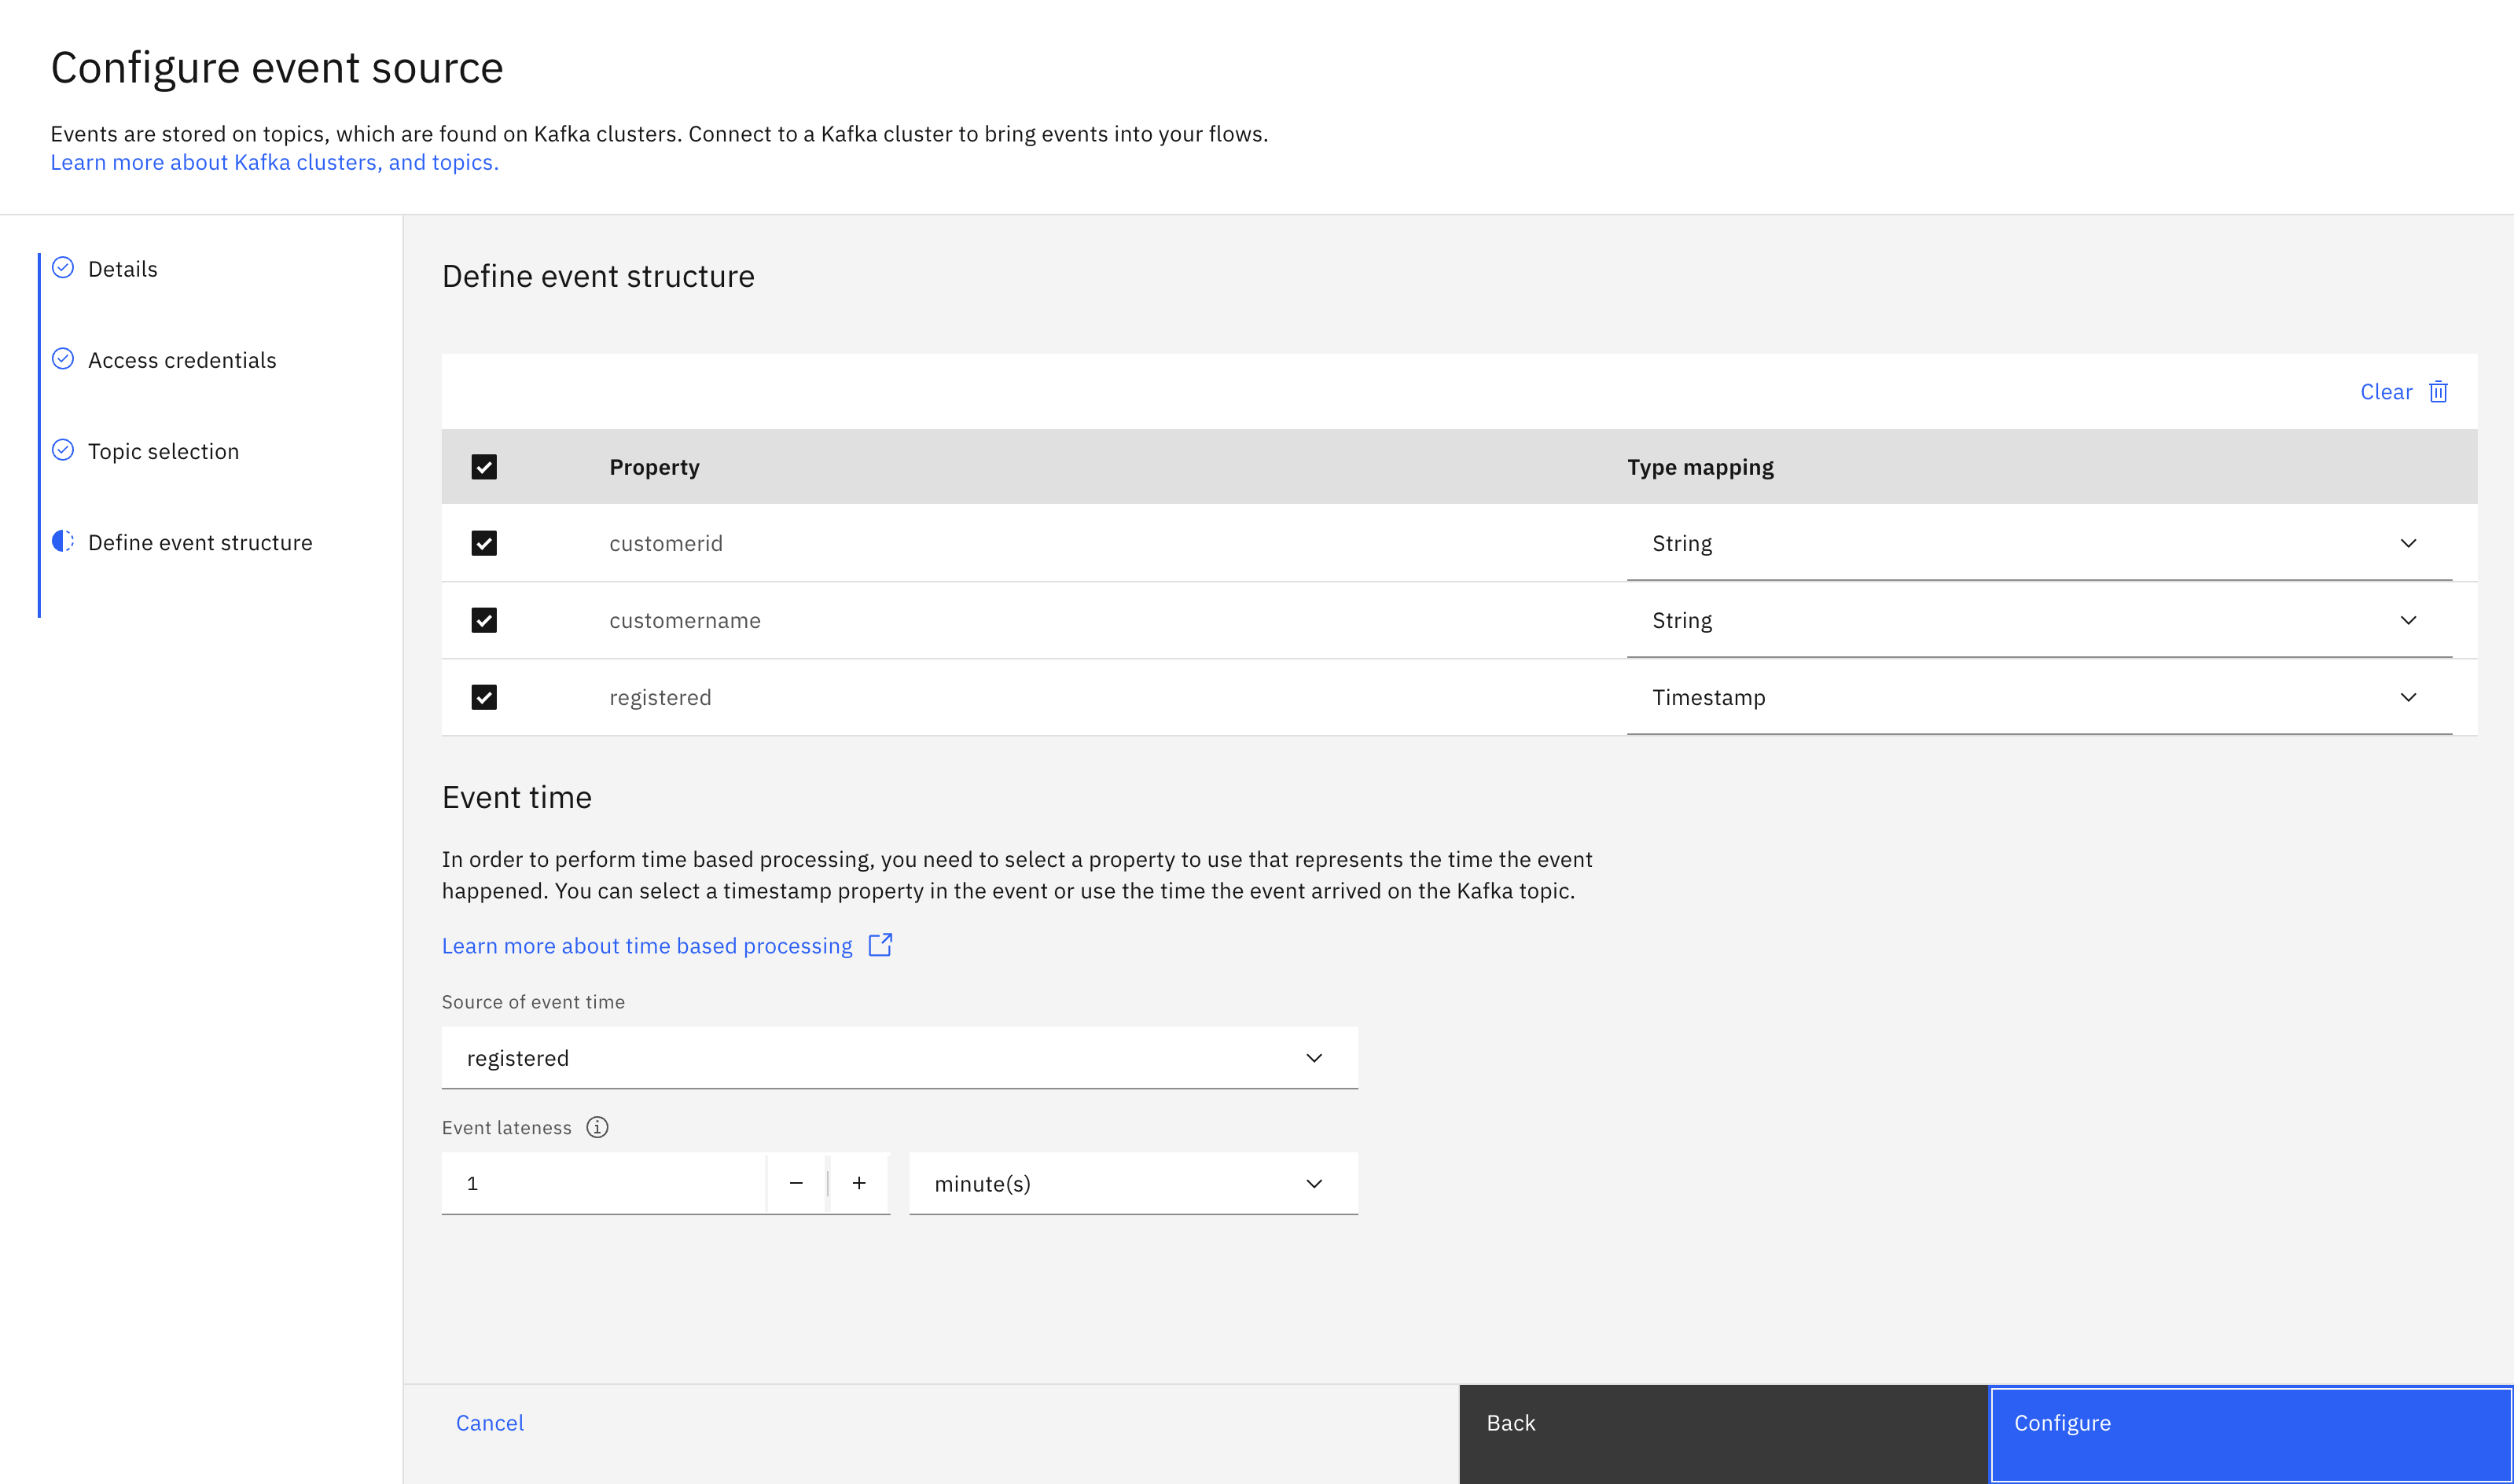 Configure event source
Events are stored on topics, which are found on Kafka clusters. Connect to a Kafka cluster to bring events into your flows.
Learn more about Kafka clusters, and topics.
Details
Access credentials
Topic selection
Define event structure
Define event structure
Clear
Property Type mapping
customerid String
customername String
registered Timestamp
Event time
In order to perform time based processing, you need to select a property to use that represents the time the event
happened. You can select a timestamp property in the event or use the time the event arrived on the Kafka topic.
Learn more about time based processing
Source of event time
registered
Event lateness
1 minute(s)
Cancel Back Configure